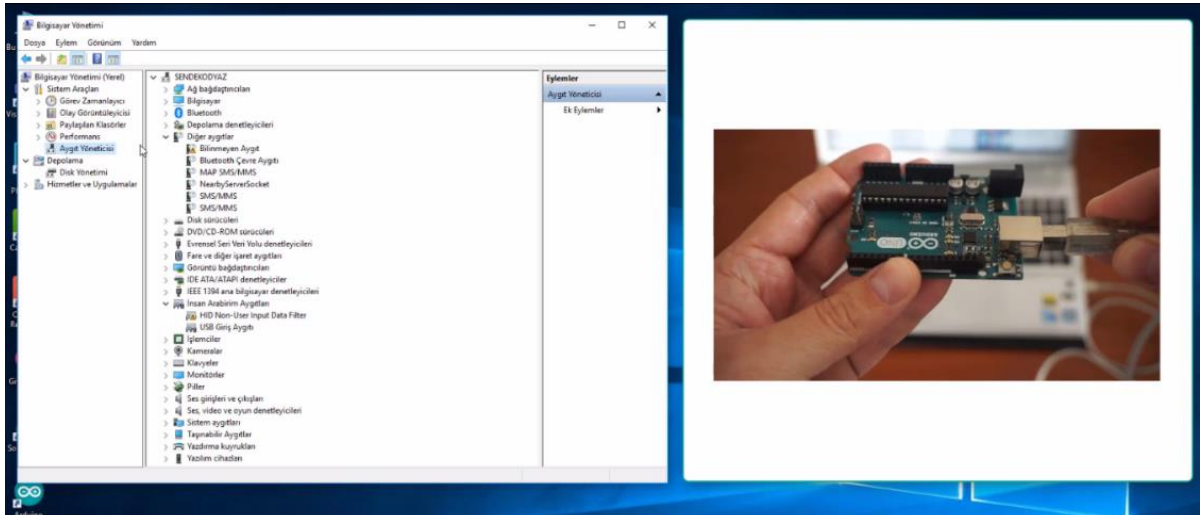 Bilgisayar Yönetimi
Dosya Eylem Görünüm Yardım
Bilgisayar Yönetimi (Yerel)
Sistem Araçları
Görev Zamanlayıcı
Olay Görüntüleyicisi
Paylaşılan Klasörler
Performans
Aygıt Yöneticisi
Depolama
Disk Yönetimi
Hizmetler ve Uygulamalar
SENDEKODYAZ
Ağ bağdaştırıcıları
Bilgisayar
Bluetooth
Depolama denetleyicileri
Diğer aygıtlar
Bilinmeyen Aygıt
Bluetooth Çevre Aygıtı
MAP SMS/MMS
NearbyServerSocket
SMS/MMS
SMS/MMS
Disk sürücüleri
DVD/CD-ROM sürücüleri
Evrensel Seri Veri Yolu denetleyicileri
Fare ve diğer işaret aygıtları
Görüntü bağdaştırıcıları
IDE ATA/ATAPI denetleyiciler
IEEE 1394 ana bilgisayar denetleyicileri
İnsan Arabirim Aygıtları
HID Non-User Input Data Filter
USB Giriş Aygıtı
İşlemciler
Kameralar
Klavyeler
Monitörler
Piller
Ses girişleri ve çıkışları
Ses, video ve oyun denetleyicileri
Sistem aygıtları
Taşınabilir Aygıtlar
Yazdırma kuyrukları
Yazılım cihazları
Eylemler
Aygıt Yöneticisi
Ek Eylemler
UNO
ARDUINO